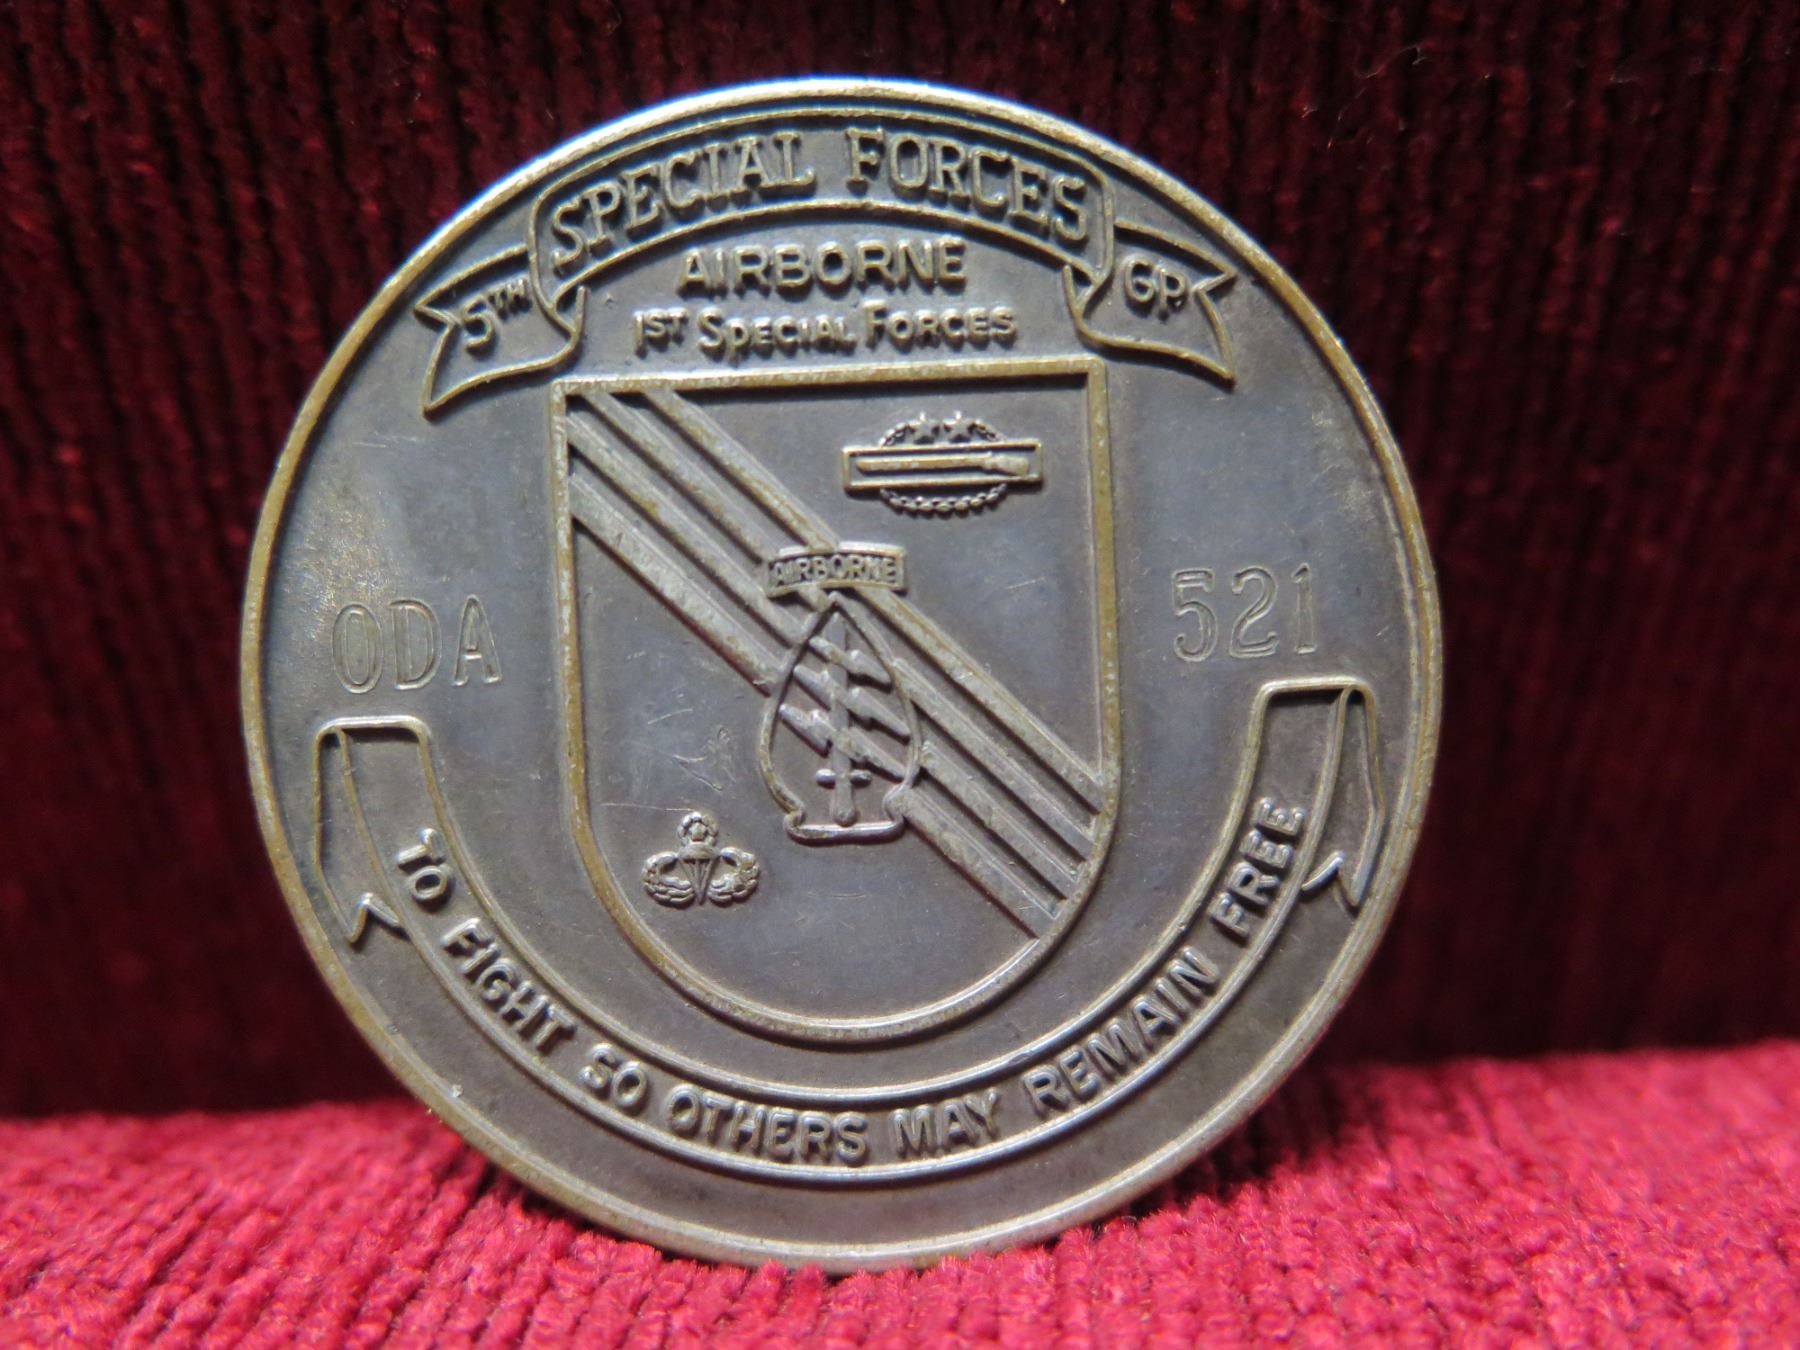 5TH SPECIAL FORCES GP.
AIRBORNE
1ST SPECIAL FORCES
AIRBORNE
ODA 521
TO FIGHT SO OTHERS MAY REMAIN FREE